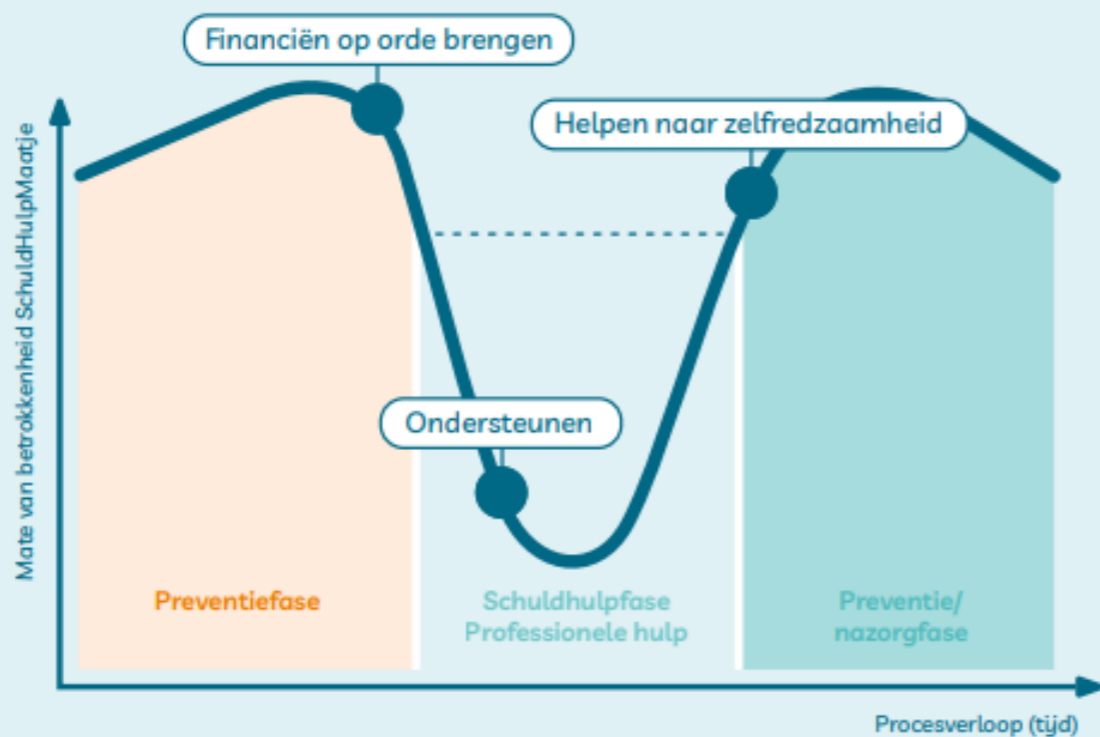 Financiën op orde brengen
Helpen naar zelfredzaamheid
Mate van betrokkenheid SchuldHulpMaatje
Ondersteunen
Preventiefase
Schuldhulpfase
Professionele hulp
Preventie/
nazorgfase
Procesverloop (tijd)